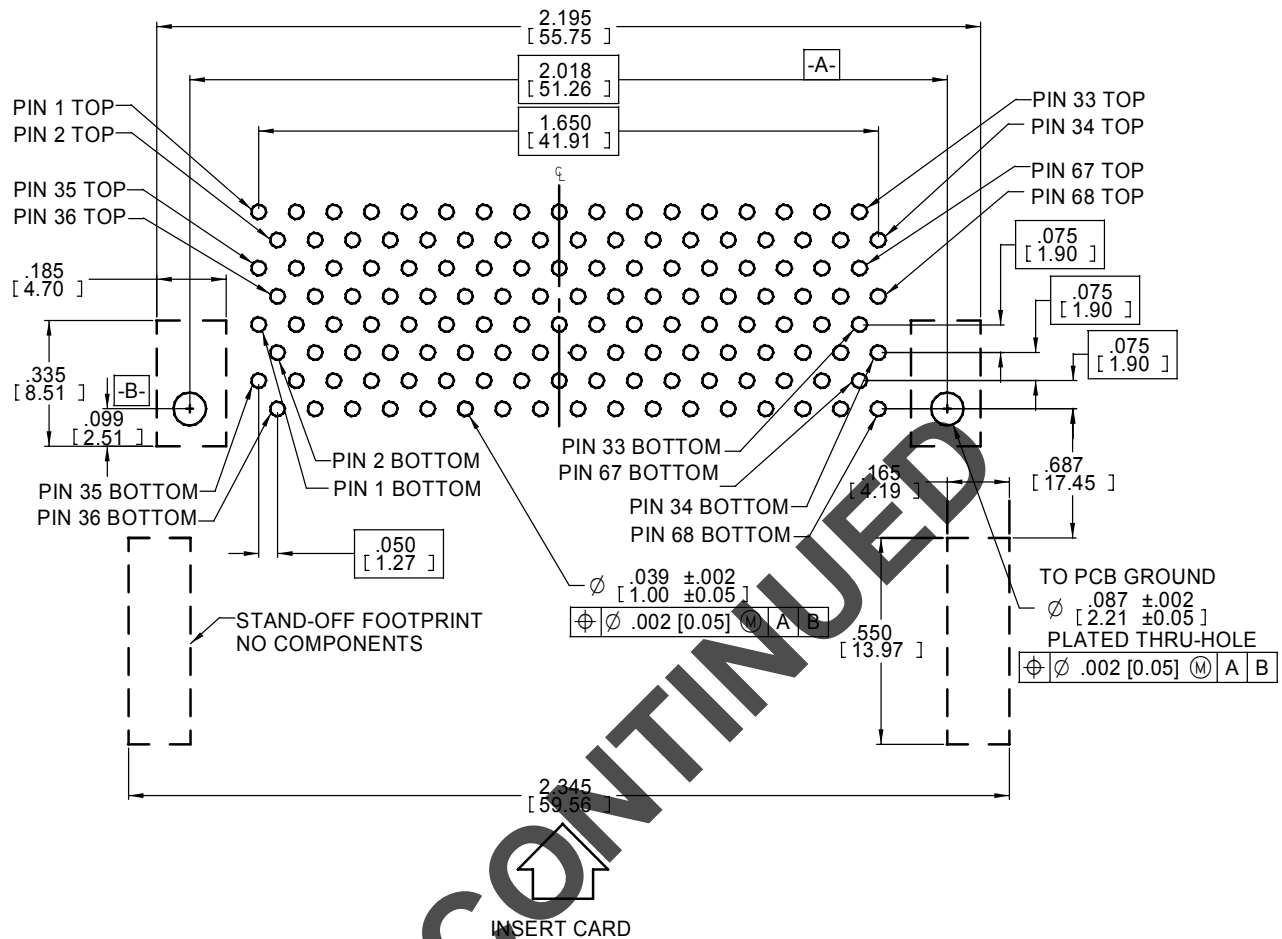 2.195
[ 55.75 ]
2.018
[ 51.26 ]
-A-
1.650
[ 41.91 ]
PIN 1 TOP
PIN 2 TOP
PIN 35 TOP
PIN 36 TOP
PIN 33 TOP
PIN 34 TOP
PIN 67 TOP
PIN 68 TOP
℄
.075
[ 1.90 ]
.075
[ 1.90 ]
.075
[ 1.90 ]
.185
[ 4.70 ]
.335
[ 8.51 ]
-B-
.099
[ 2.51 ]
PIN 2 BOTTOM
PIN 1 BOTTOM
PIN 35 BOTTOM
PIN 36 BOTTOM
PIN 33 BOTTOM
PIN 67 BOTTOM
PIN 34 BOTTOM
PIN 68 BOTTOM
.165
[ 4.19 ]
.687
[ 17.45 ]
.050
[ 1.27 ]
∅ .039 ±.002
[ 1.00 ±0.05 ]
⌖ ∅ .002 [0.05] Ⓜ A B
TO PCB GROUND
∅ .087 ±.002
[ 2.21 ±0.05 ]
PLATED THRU-HOLE
⌖ ∅ .002 [0.05] Ⓜ A B
STAND-OFF FOOTPRINT
NO COMPONENTS
.550
[ 13.97 ]
2.345
[ 59.56 ]
INSERT CARD
CONTINUED